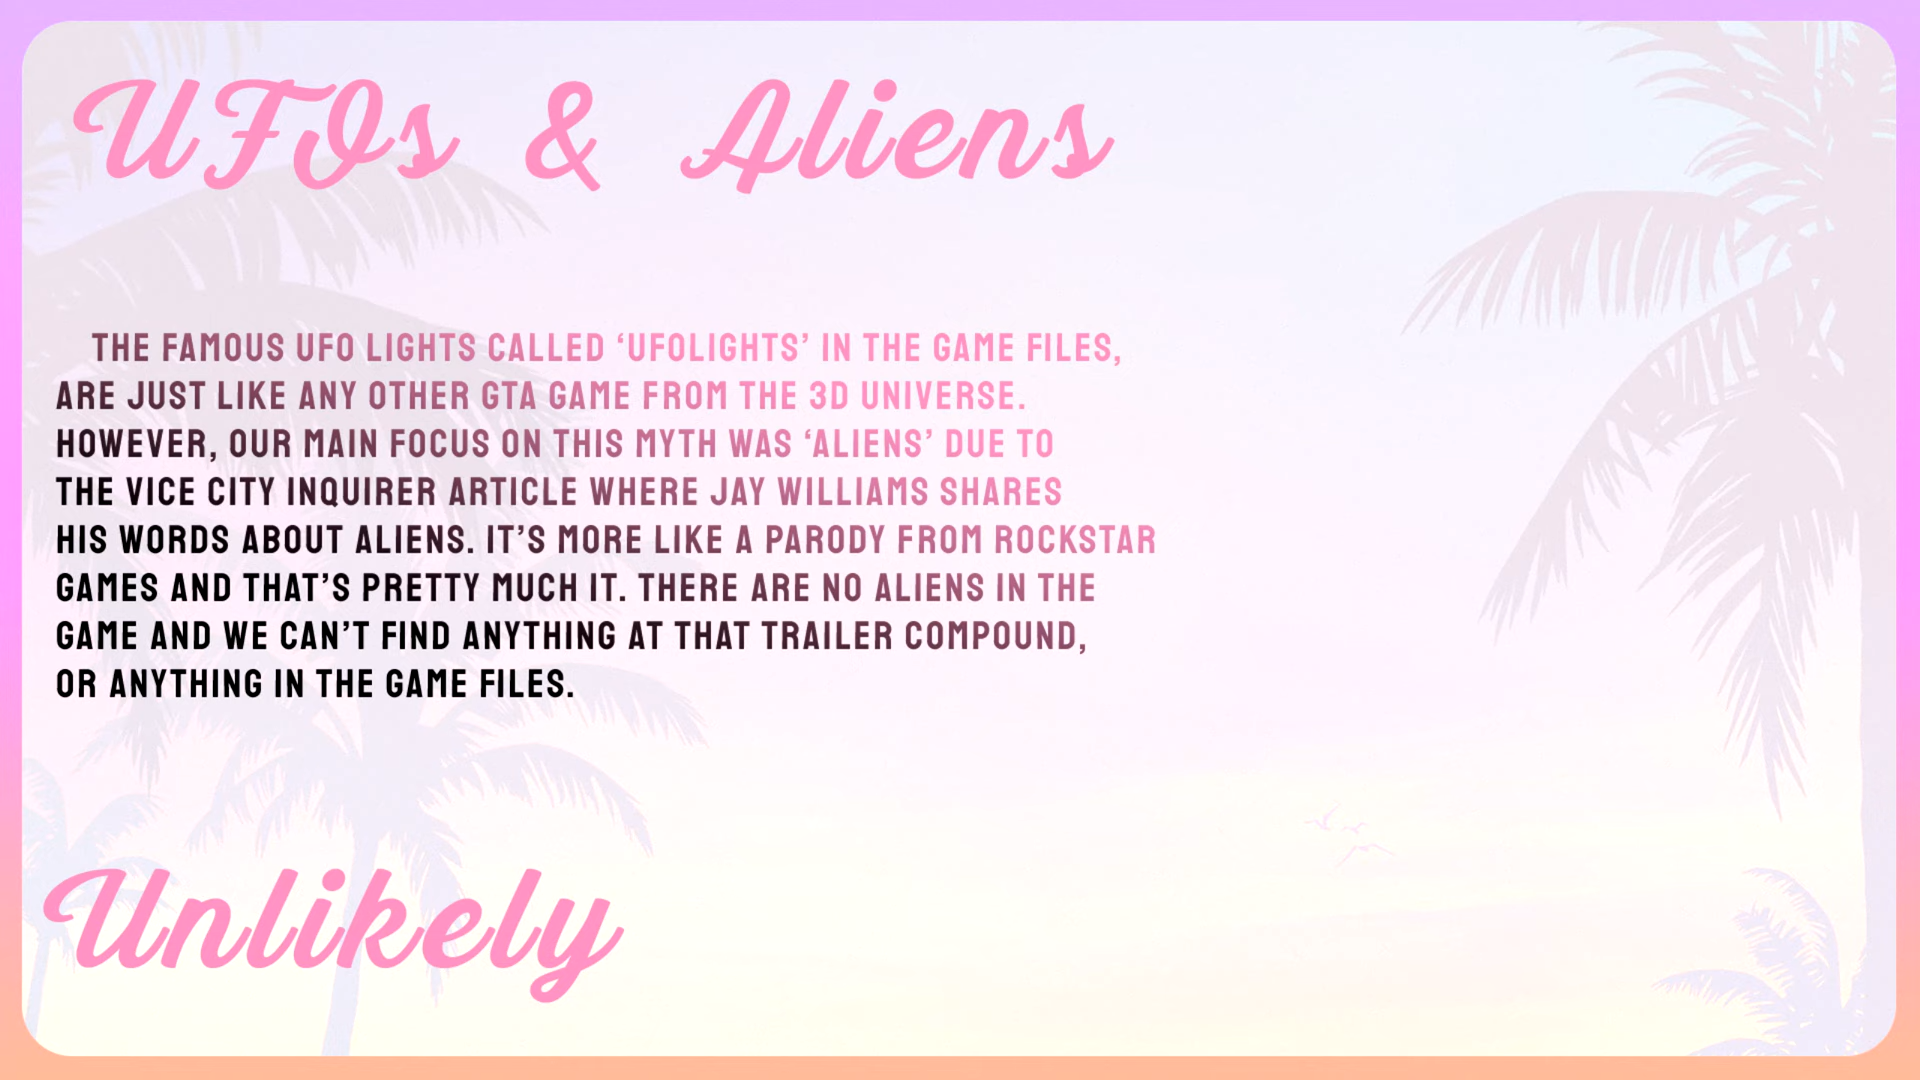 UFOs & Aliens
THE FAMOUS UFO LIGHTS CALLED ‘UFOLIGHTS’ IN THE GAME FILES,
ARE JUST LIKE ANY OTHER GTA GAME FROM THE 3D UNIVERSE.
HOWEVER, OUR MAIN FOCUS ON THIS MYTH WAS ‘ALIENS’ DUE TO
THE VICE CITY INQUIRER ARTICLE WHERE JAY WILLIAMS SHARES
HIS WORDS ABOUT ALIENS. IT’S MORE LIKE A PARODY FROM ROCKSTAR
GAMES AND THAT’S PRETTY MUCH IT. THERE ARE NO ALIENS IN THE
GAME AND WE CAN’T FIND ANYTHING AT THAT TRAILER COMPOUND,
OR ANYTHING IN THE GAME FILES.
Unlikely